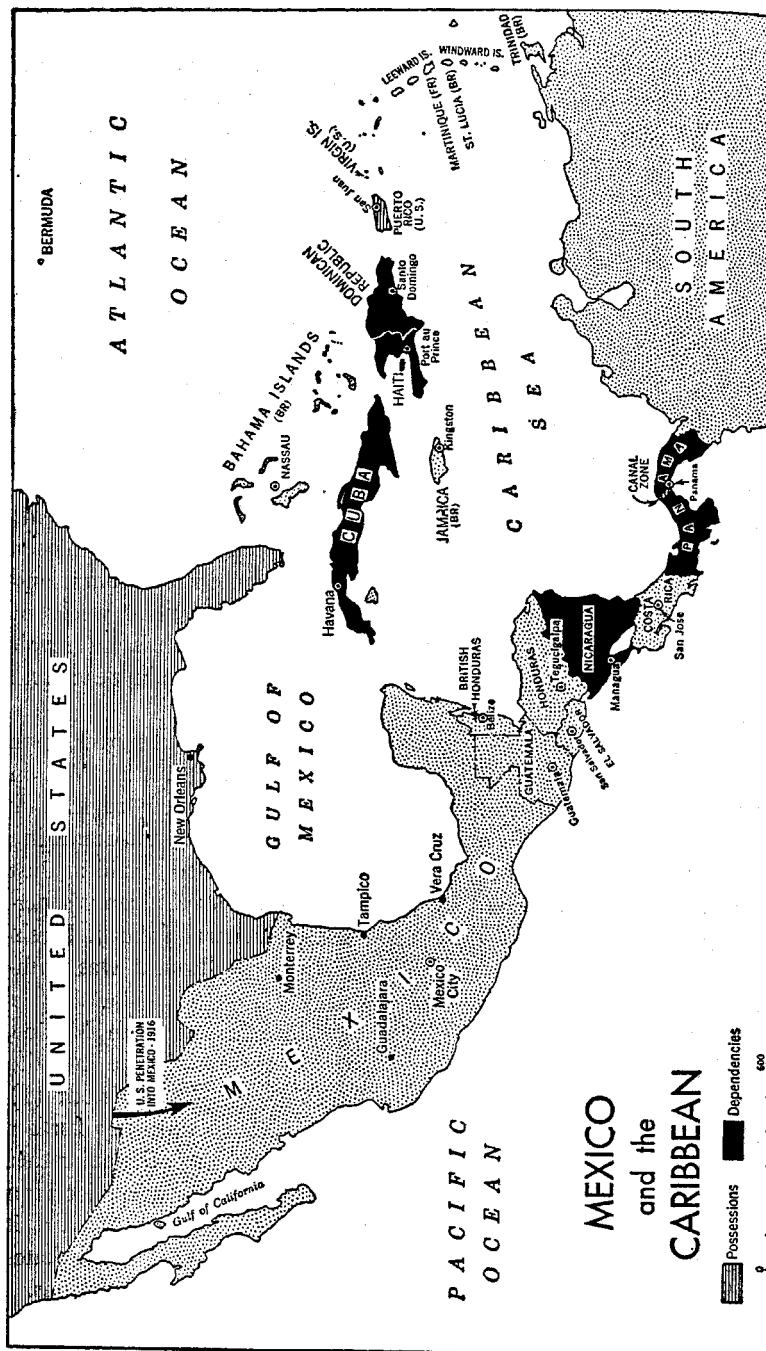 BERMUDA
ATLANTIC
OCEAN
UNITED STATES
U.S. PENETRATION
INTO MEXICO-1916
New Orleans
GULF OF
MEXICO
BAHAMA ISLANDS
(BR)
NASSAU
Havana
CUBA
DOMINICAN
REPUBLIC
Santo
Domingo
HAITI
Port au
Prince
San Juan
PUERTO
RICO
(U.S.)
VIRGIN IS.
(U.S.)
LEEWARD IS.
WINDWARD IS.
MARTINIQUE (FR)
ST. LUCIA (BR)
TRINIDAD
(BR)
JAMAICA
(BR)
Kingston
CARIBBEAN
SEA
Gulf of California
MEXICO
Monterrey
Tampico
Guadalajara
Mexico
City
Vera Cruz
BRITISH
HONDURAS
Belize
GUATEMALA
Guatemala
HONDURAS
Tegucigalpa
San Salvador
EL SALVADOR
NICARAGUA
Managua
COSTA
RICA
San Jose
CANAL
ZONE
PANAMA
Panama
SOUTH
AMERICA
PACIFIC
OCEAN
MEXICO
and the
CARIBBEAN
Possessions
Dependencies
0 600